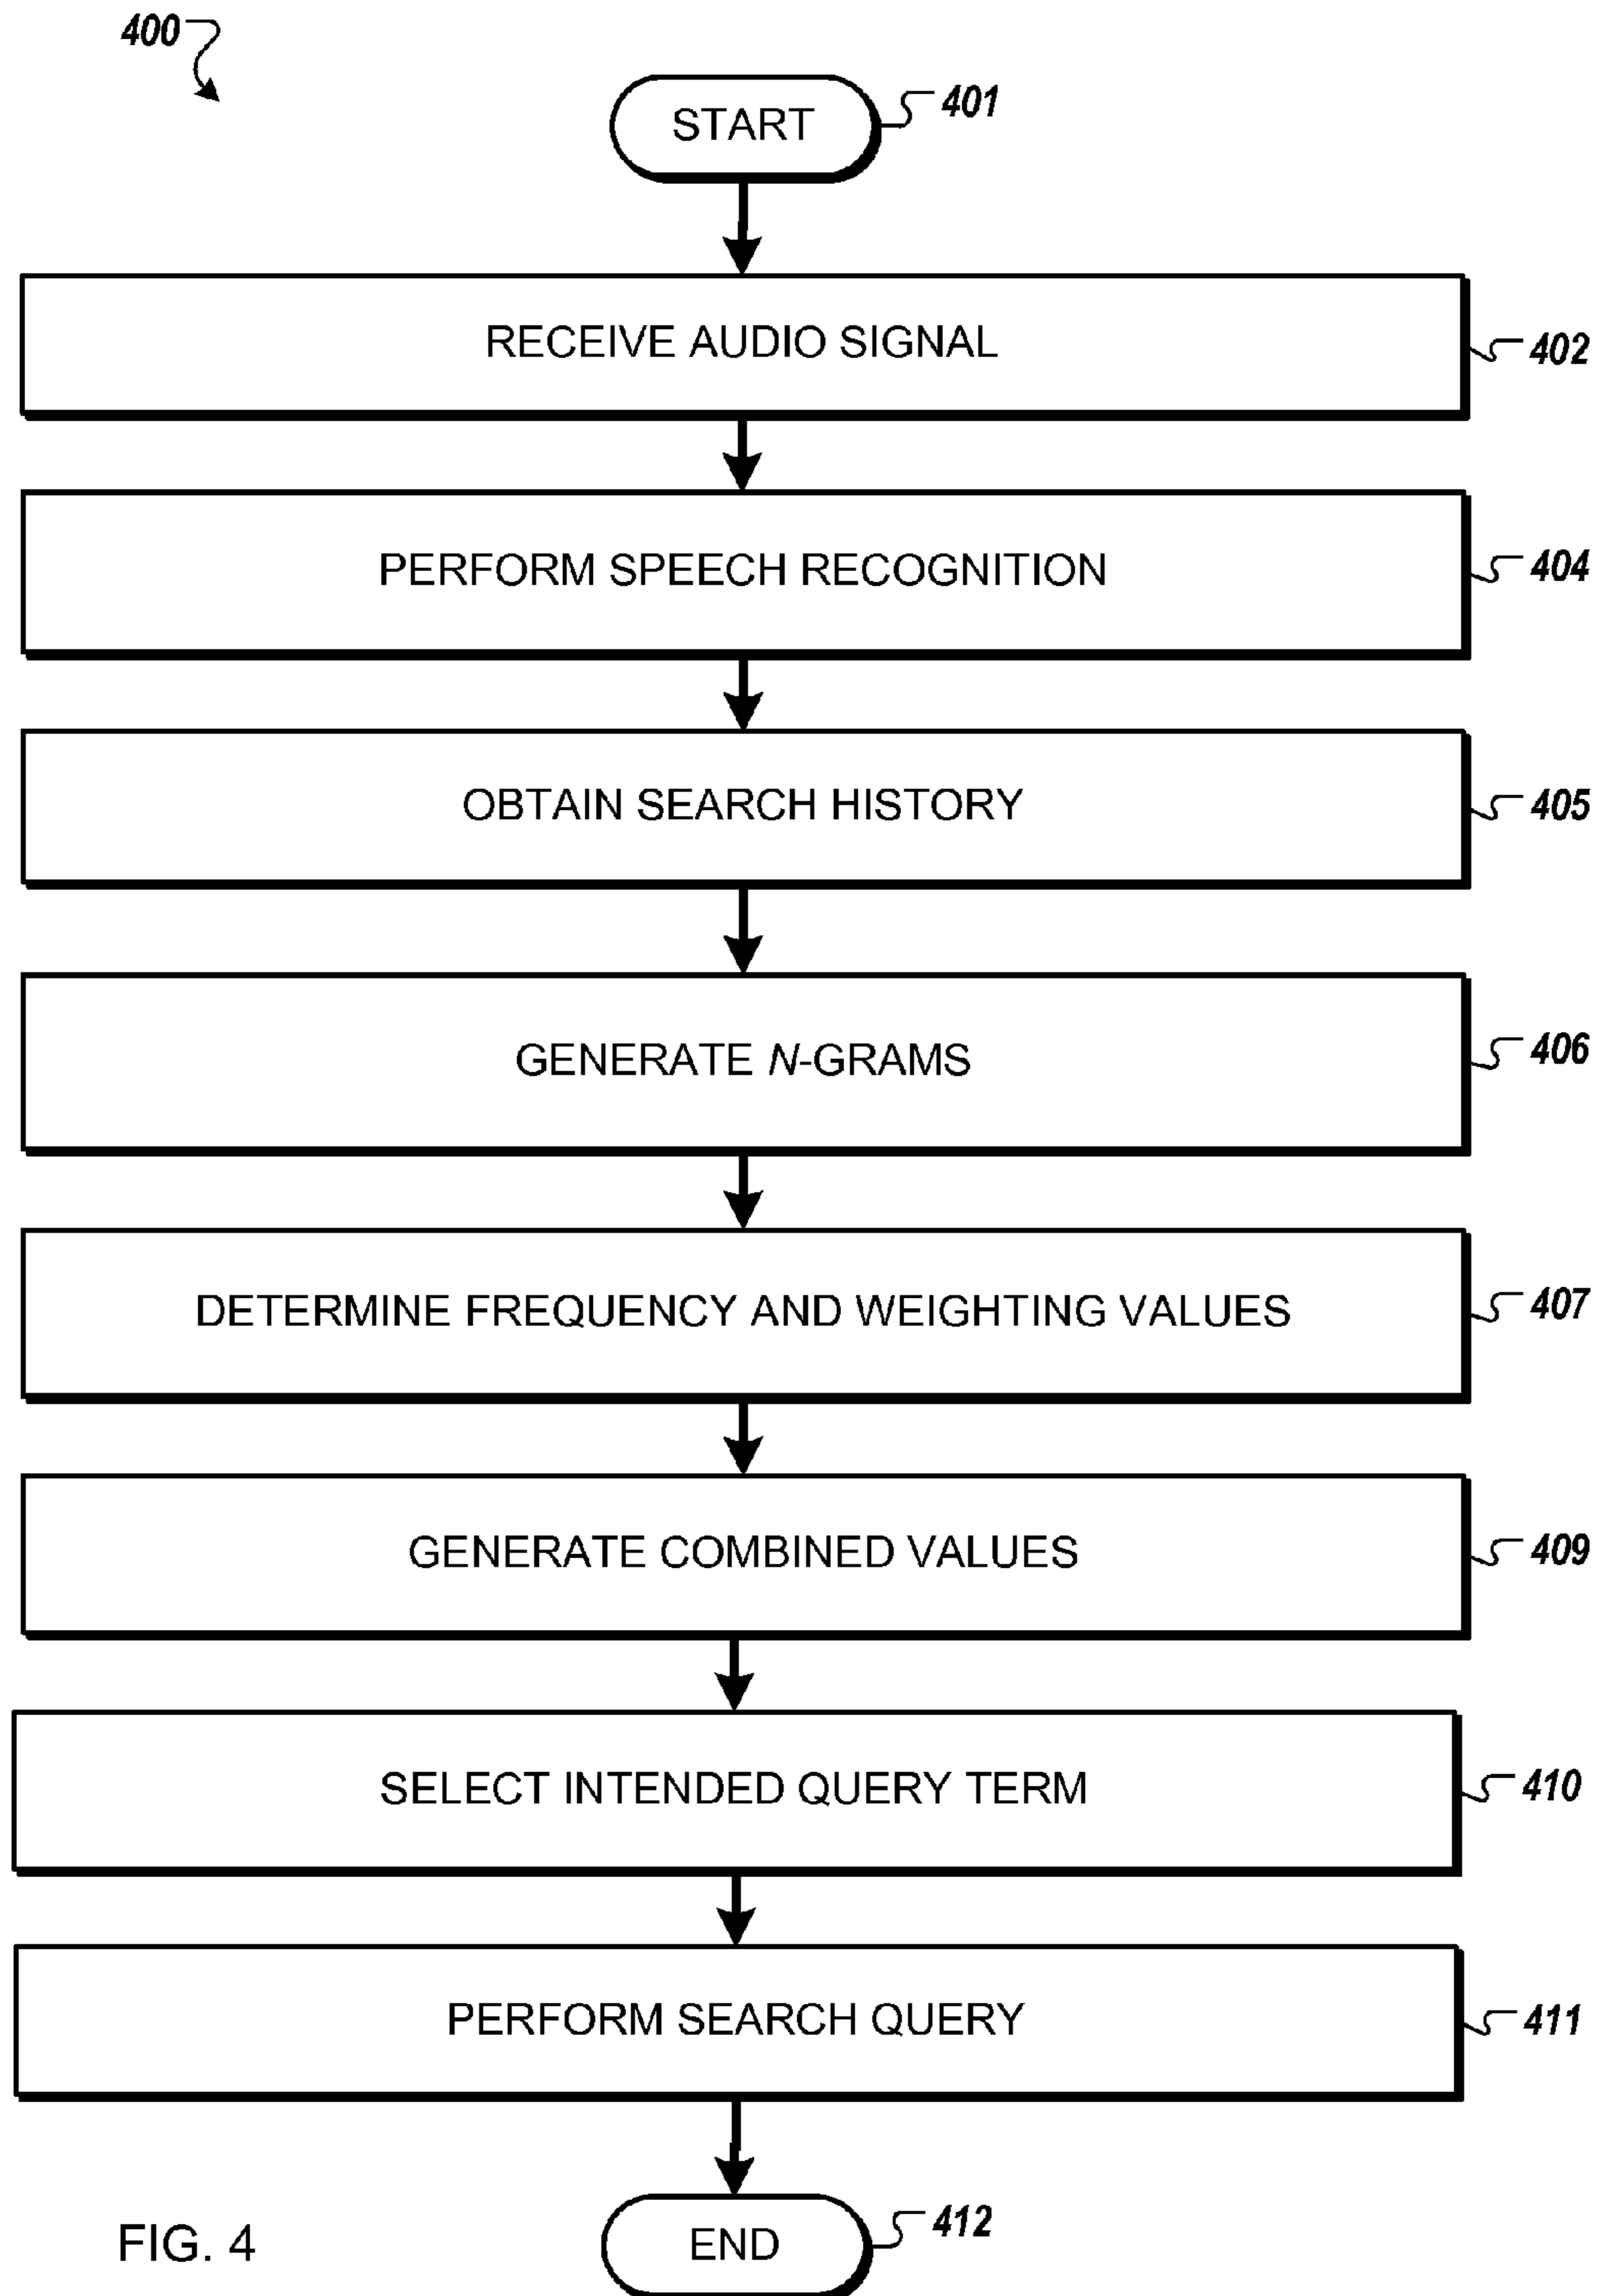 400
START
401
RECEIVE AUDIO SIGNAL
402
PERFORM SPEECH RECOGNITION
404
OBTAIN SEARCH HISTORY
405
GENERATE N-GRAMS
406
DETERMINE FREQUENCY AND WEIGHTING VALUES
407
GENERATE COMBINED VALUES
409
SELECT INTENDED QUERY TERM
410
PERFORM SEARCH QUERY
411
END
412
FIG. 4